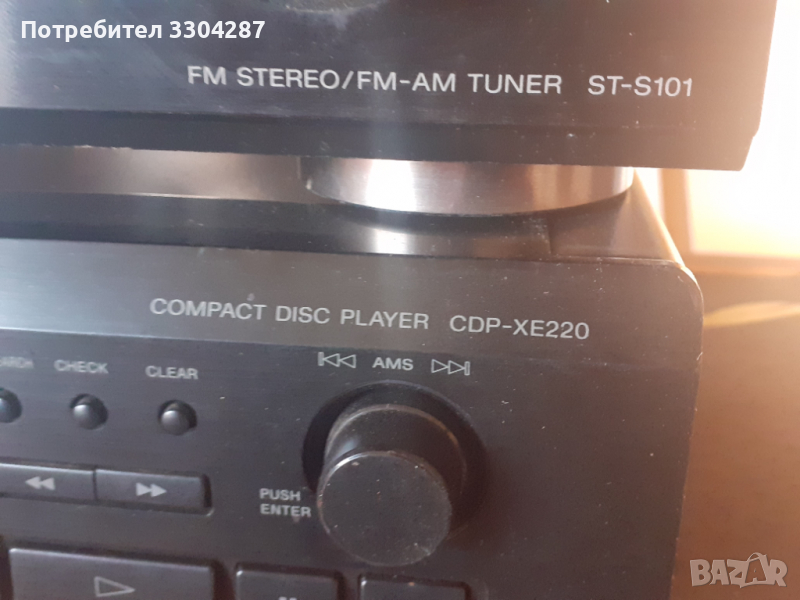 Потребител 3304287
FM STEREO/FM-AM TUNER ST-S101
COMPACT DISC PLAYER CDP-XE220
AMS
CHECK CLEAR
PUSH
ENTER
BAZAR